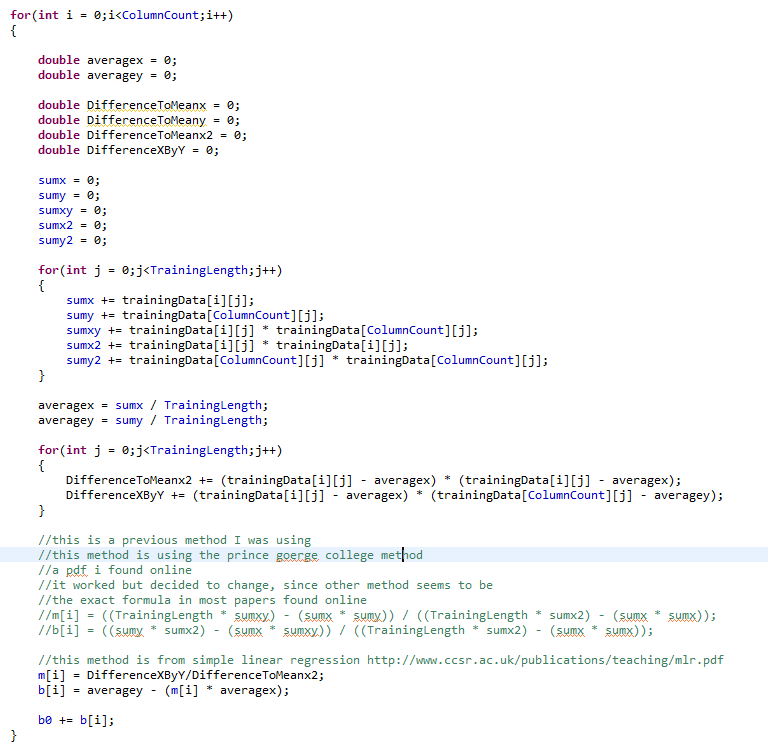 for(int i = 0;i<ColumnCount;i++)
{
double averagex = 0;
double averagey = 0;
double DifferenceToMeanx = 0;
double DifferenceToMeany = 0;
double DifferenceToMeanx2 = 0;
double DifferenceXByY = 0;
sumx = 0;
sumy = 0;
sumxy = 0;
sumx2 = 0;
sumy2 = 0;
for(int j = 0;j<TrainingLength;j++)
{
sumx += trainingData[i][j];
sumy += trainingData[ColumnCount][j];
sumxy += trainingData[i][j] * trainingData[ColumnCount][j];
sumx2 += trainingData[i][j] * trainingData[i][j];
sumy2 += trainingData[ColumnCount][j] * trainingData[ColumnCount][j];
}
averagex = sumx / TrainingLength;
averagey = sumy / TrainingLength;
for(int j = 0;j<TrainingLength;j++)
{
DifferenceToMeanx2 += (trainingData[i][j] - averagex) * (trainingData[i][j] - averagex);
DifferenceXByY += (trainingData[i][j] - averagex) * (trainingData[ColumnCount][j] - averagey);
}
//this is a previous method I was using
//this method is using the prince goerge college method
//a pdf i found online
//it worked but decided to change, since other method seems to be
//the exact formula in most papers found online
//m[i] = ((TrainingLength * sumxy) - (sumx * sumy)) / ((TrainingLength * sumx2) - (sumx * sumx));
//b[i] = ((sumy * sumx2) - (sumx * sumxy)) / ((TrainingLength * sumx2) - (sumx * sumx));
//this method is from simple linear regression http://www.ccsr.ac.uk/publications/teaching/mlr.pdf
m[i] = DifferenceXByY/DifferenceToMeanx2;
b[i] = averagey - (m[i] * averagex);
b0 += b[i];
}